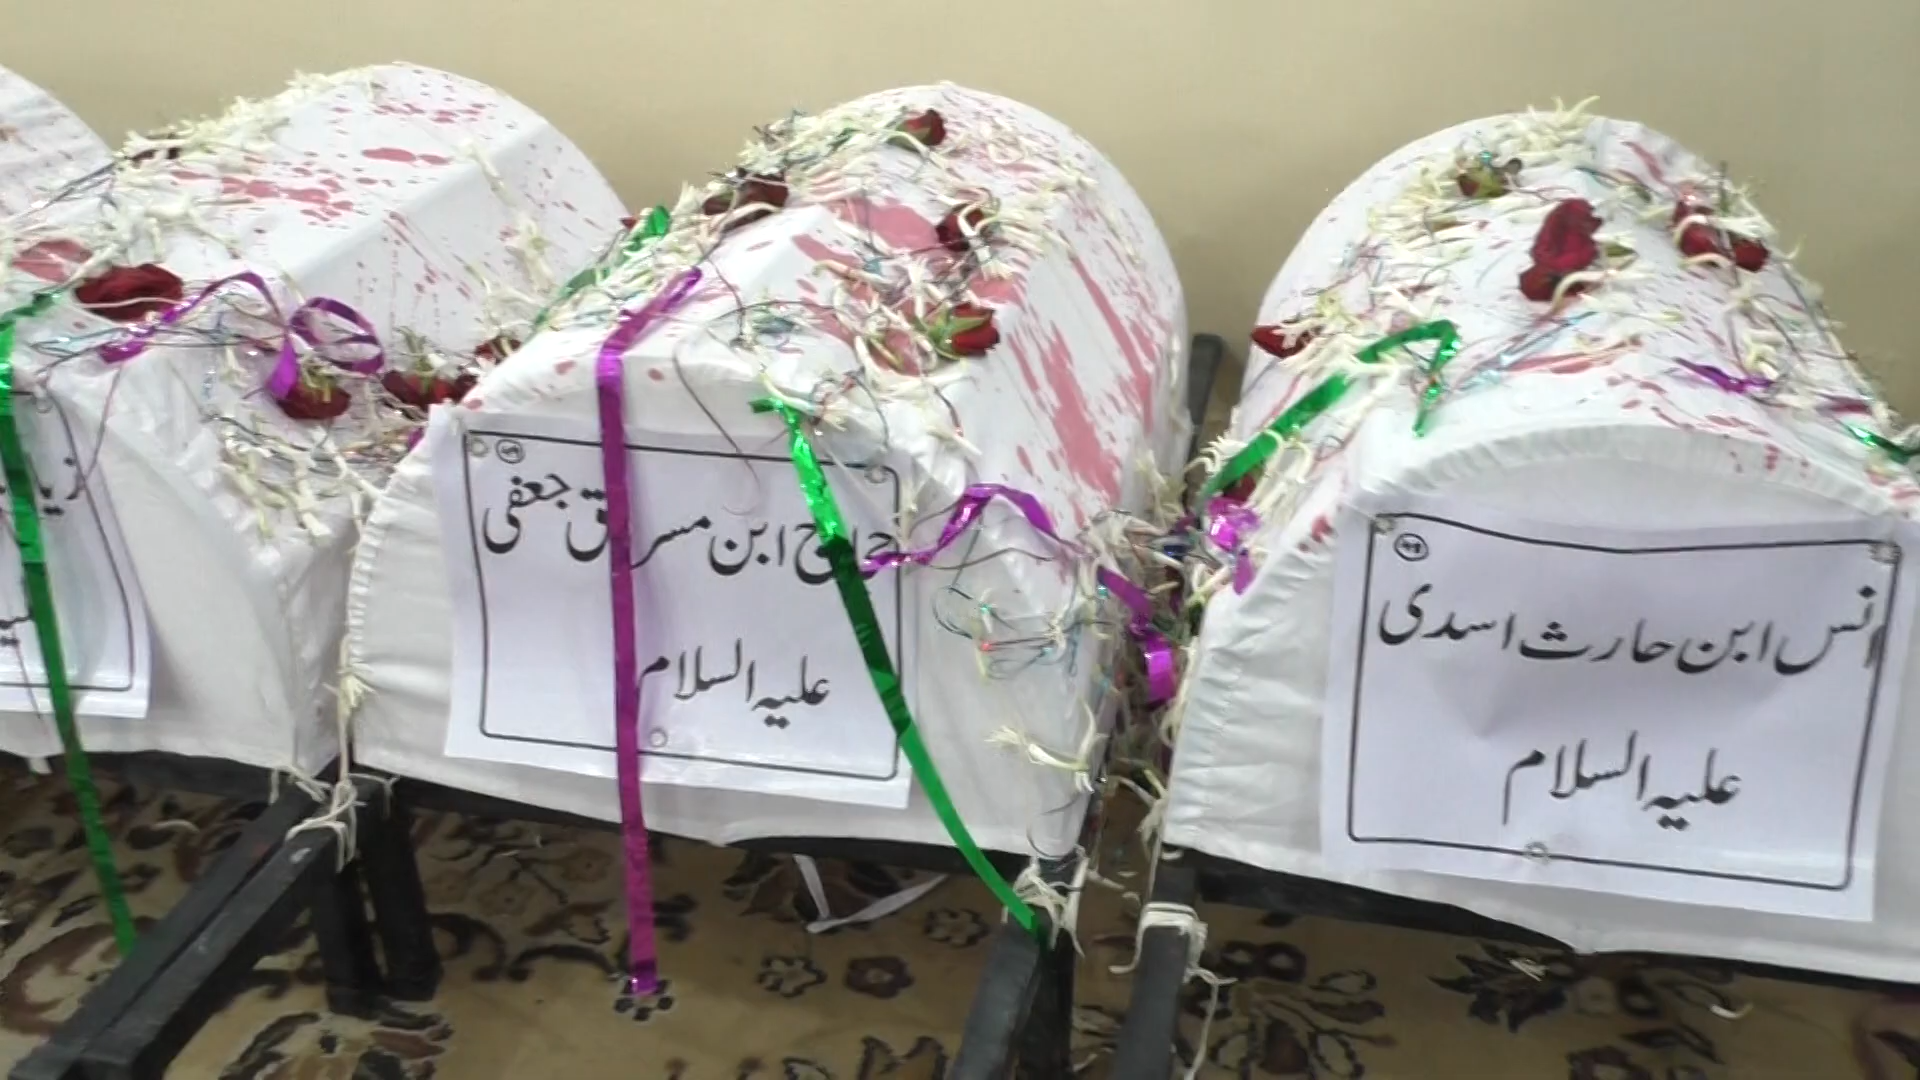 انس ابن حارث اسدی
علیہ السلام
حجاج ابن مسروق جعفی
علیہ السلام